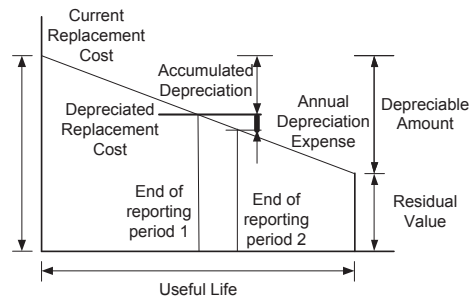 Current
Replacement
Cost
Accumulated
Depreciation
Depreciated
Replacement
Cost
Annual
Depreciation
Expense
Depreciable
Amount
End of
reporting
period 1
End of
reporting
period 2
Residual
Value
Useful Life